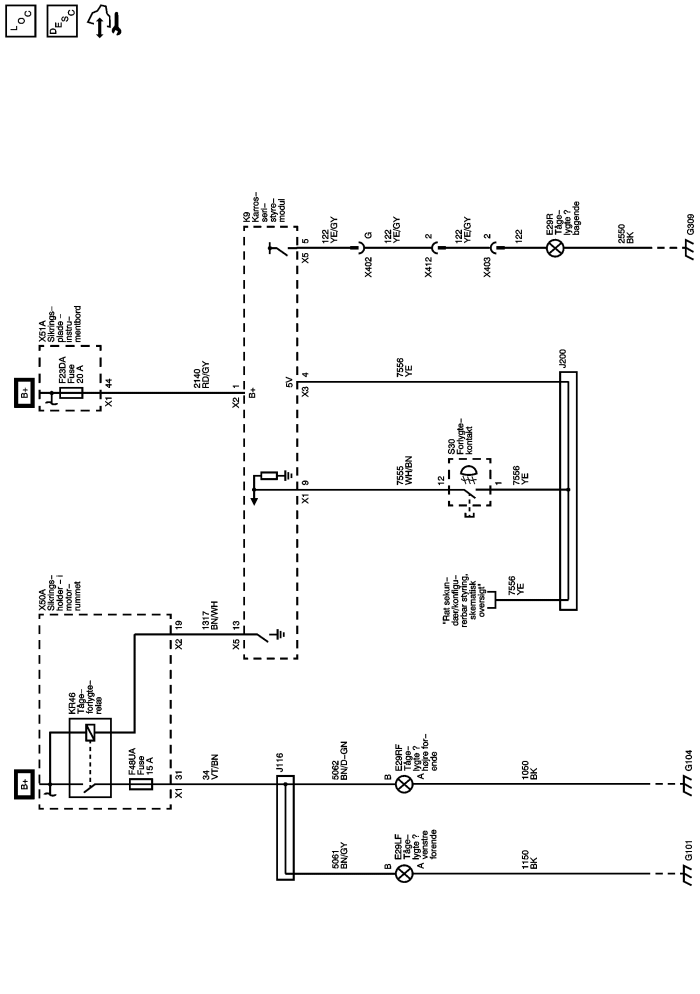 LOC
DESC
B+
X50A
Sikrings–
holder – i
motor–
rummet
KR46
Tåge–
forlygte–
relæ
F48UA
Fuse
15 A
X1
31
X2
19
34
VT/BN
1317
BN/WH
X5
13
J116
5061
BN/GY
5062
BN/D–GN
B
E29LF
Tåge–
lygte ?
venstre
forende
A
B
E29RF
Tåge–
lygte ?
højre for–
ende
A
1150
BK
1050
BK
G101
G104
B+
X51A
Sikrings–
plade –
instru–
mentbord
F23DA
Fuse
20 A
X1
44
2140
RD/GY
X2
1
B+
K9
Karros–
seri–
styre–
modul
5V
X1
9
X3
4
X5
5
7555
WH/BN
12
S30
Forlygte–
kontakt
1
7556
YE
7556
YE
"Rat sekun–
dær/konfigu–
rerbar styring,
skematisk
oversigt"
7556
YE
J200
122
YE/GY
X402
G
122
YE/GY
X412
2
122
YE/GY
X403
2
122
E29R
Tåge–
lygte ?
bagende
2550
BK
G309